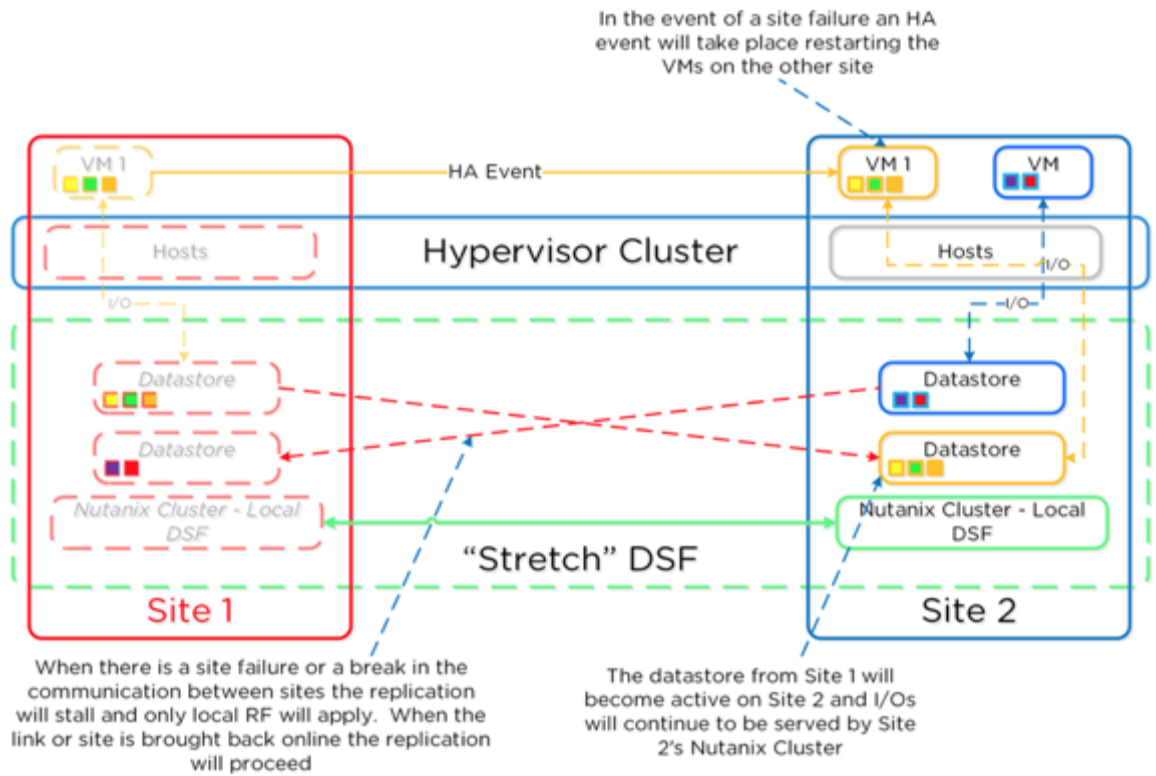 In the event of a site failure an HA
event will take place restarting the
VMs on the other site
VM 1
HA Event
VM 1
VM
Hosts
Hypervisor Cluster
Hosts
I/O
I/O
I/O
Datastore
Datastore
Datastore
Datastore
Nutanix Cluster - Local
DSF
Nutanix Cluster - Local
DSF
“Stretch” DSF
Site 1
Site 2
When there is a site failure or a break in the
communication between sites the replication
will stall and only local RF will apply.  When the
link or site is brought back online the replication
will proceed
The datastore from Site 1 will
become active on Site 2 and I/Os
will continue to be served by Site
2's Nutanix Cluster